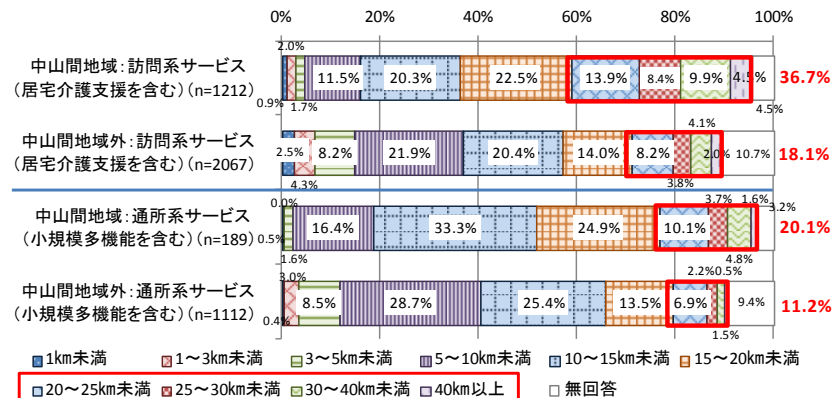 0% 20% 40% 60% 80% 100%
中山間地域:訪問系サービス
(居宅介護支援を含む)(n=1212)
2.0%
11.5% 20.3% 22.5% 13.9% 8.4% 9.9% 4.5% 36.7%
0.9% 1.7% 4.5%
中山間地域外:訪問系サービス
(居宅介護支援を含む)(n=2067)
4.1%
2.5% 8.2% 21.9% 20.4% 14.0% 8.2% 2.0% 10.7% 18.1%
4.3% 3.8%
中山間地域:通所系サービス
(小規模多機能を含む)(n=189)
0.0% 3.7% 1.6% 3.2%
0.5% 16.4% 33.3% 24.9% 10.1% 20.1%
1.6% 4.8%
中山間地域外:通所系サービス
(小規模多機能を含む)(n=1112)
3.0% 2.2% 0.5%
8.5% 28.7% 25.4% 13.5% 6.9% 9.4% 11.2%
0.4% 1.5%
1km未満 1~3km未満 3~5km未満 5~10km未満 10~15km未満 15~20km未満
20~25km未満 25~30km未満 30~40km未満 40km以上 無回答